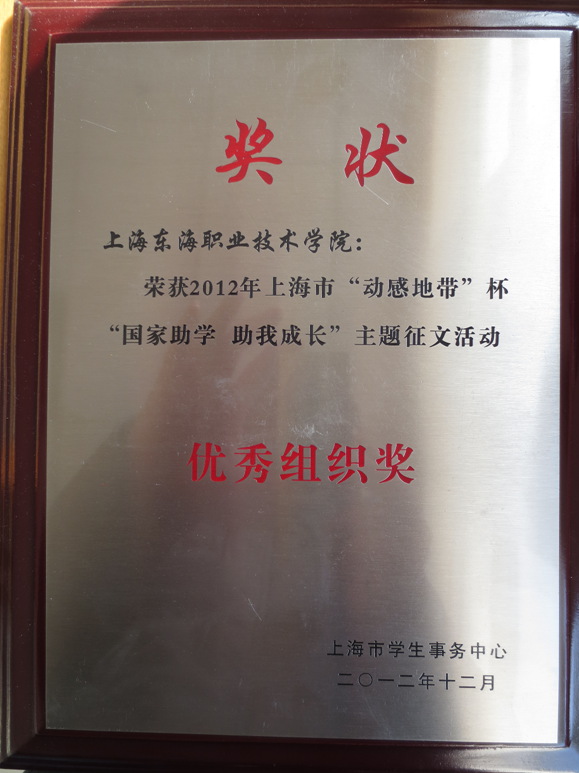 奖 状
上海东海职业技术学院：
荣获2012年上海市“动感地带”杯
“国家助学 助我成长”主题征文活动
优秀组织奖
上海市学生事务中心
二〇一二年十二月